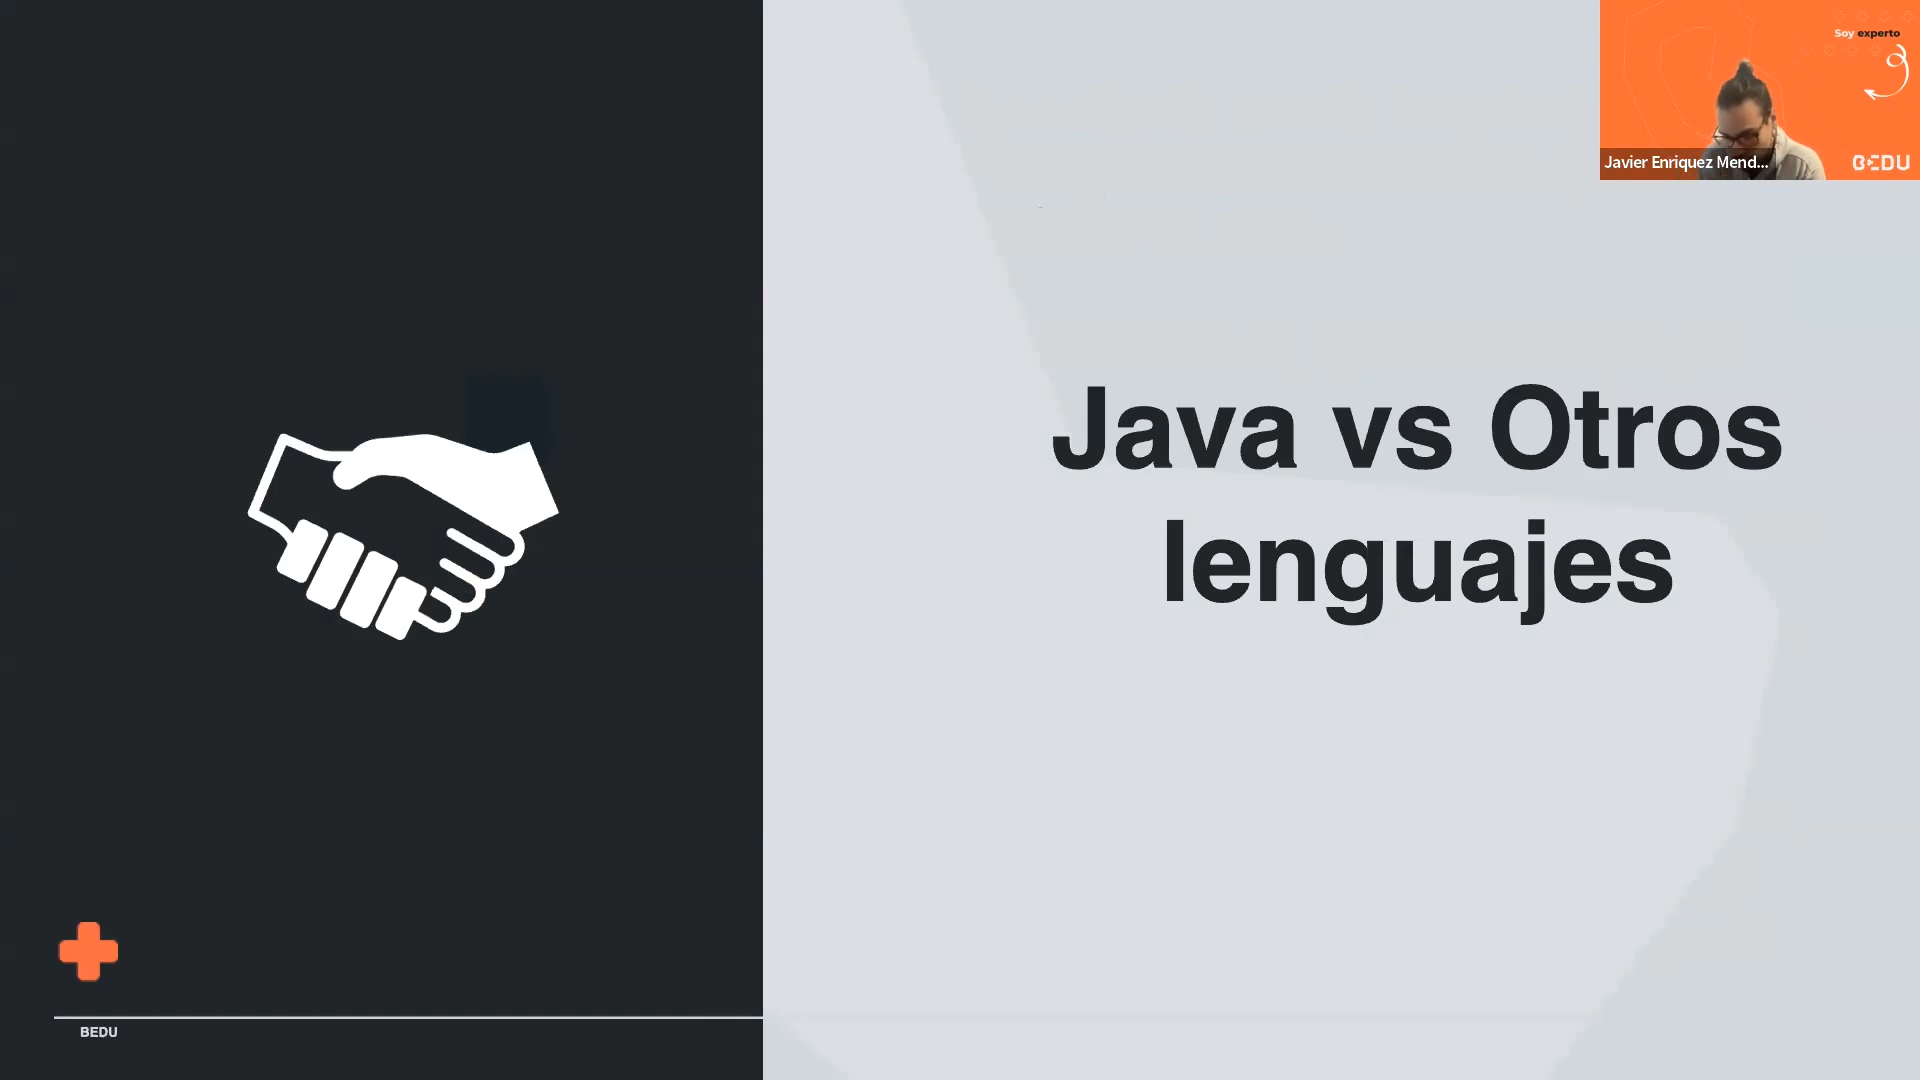 Soy experto
Javier Enriquez Mend...
BEDU
Java vs Otros
lenguajes
BEDU